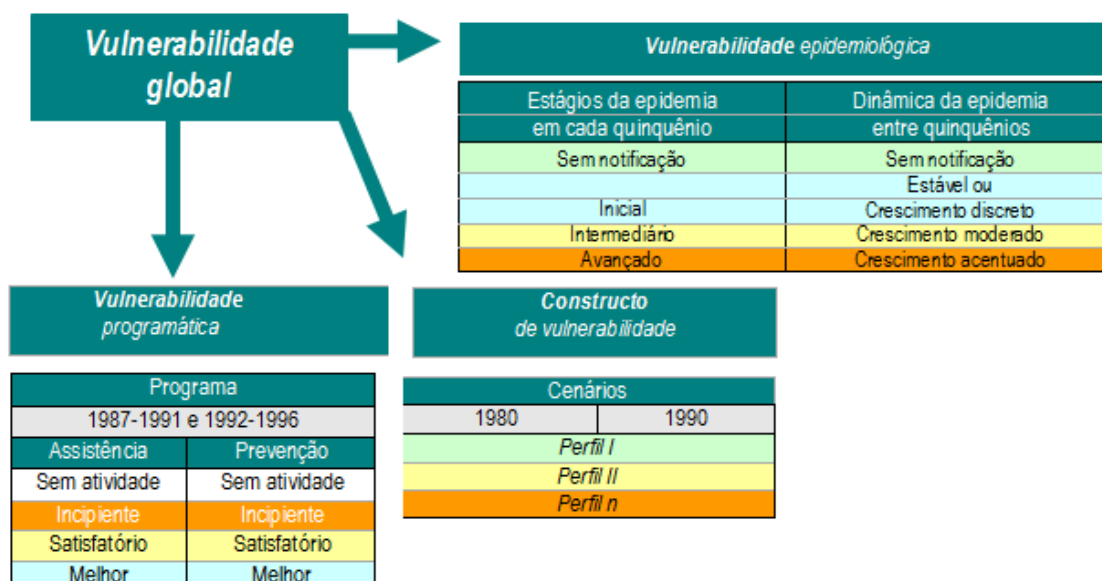 Vulnerabilidade
global
Vulnerabilidade epidemiológica
Estágios da epidemia Dinâmica da epidemia
em cada quinquênio entre quinquênios
Sem notificação Sem notificação
Estável ou
Inicial Crescimento discreto
Intermediário Crescimento moderado
Avançado Crescimento acentuado
Vulnerabilidade
programática
Constructo
de vulnerabilidade
Programa
1987-1991 e 1992-1996
Assistência Prevenção
Sem atividade Sem atividade
Incipiente Incipiente
Satisfatório Satisfatório
Melhor Melhor
Cenários
1980 1990
Perfil I
Perfil II
Perfil n